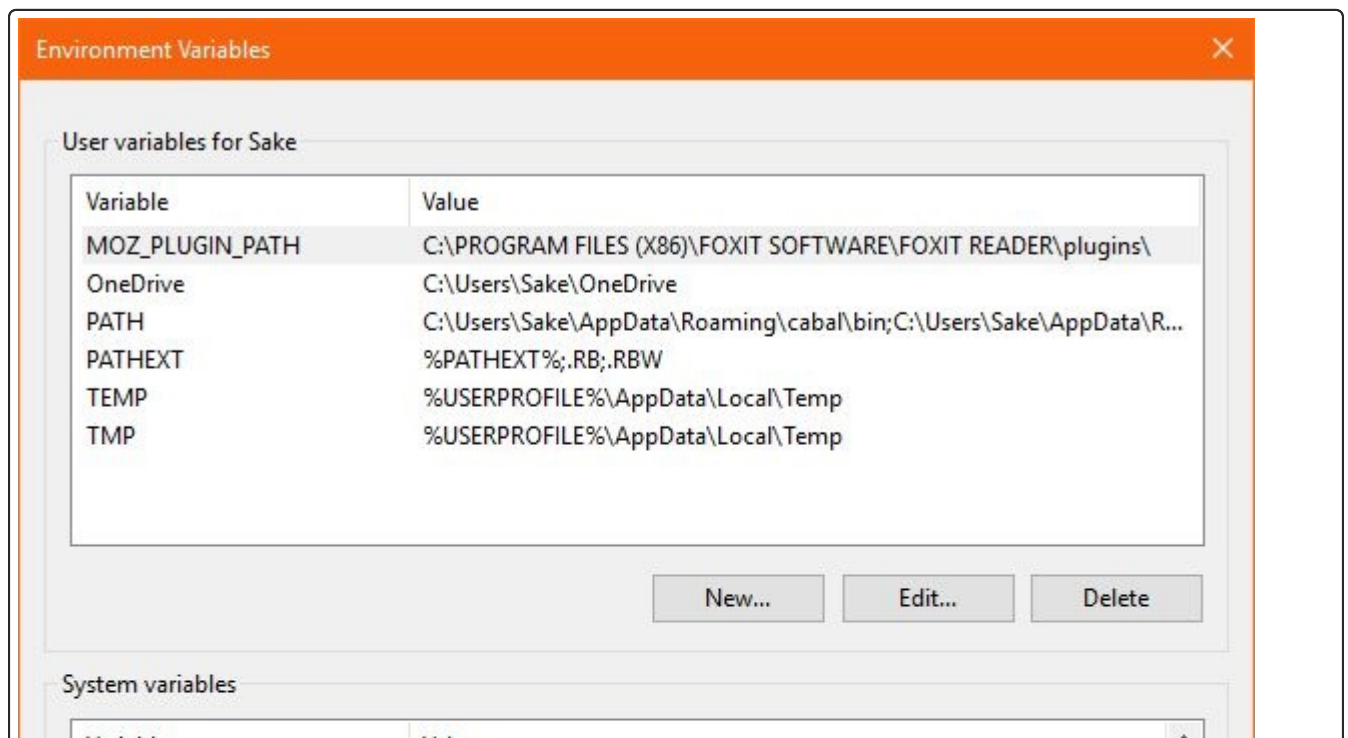 Environment Variables
User variables for Sake
Variable Value
MOZ_PLUGIN_PATH C:\PROGRAM FILES (X86)\FOXIT SOFTWARE\FOXIT READER\plugins\
OneDrive C:\Users\Sake\OneDrive
PATH C:\Users\Sake\AppData\Roaming\cabal\bin;C:\Users\Sake\AppData\R...
PATHEXT %PATHEXT%;.RB;.RBW
TEMP %USERPROFILE%\AppData\Local\Temp
TMP %USERPROFILE%\AppData\Local\Temp
New... Edit... Delete
System variables